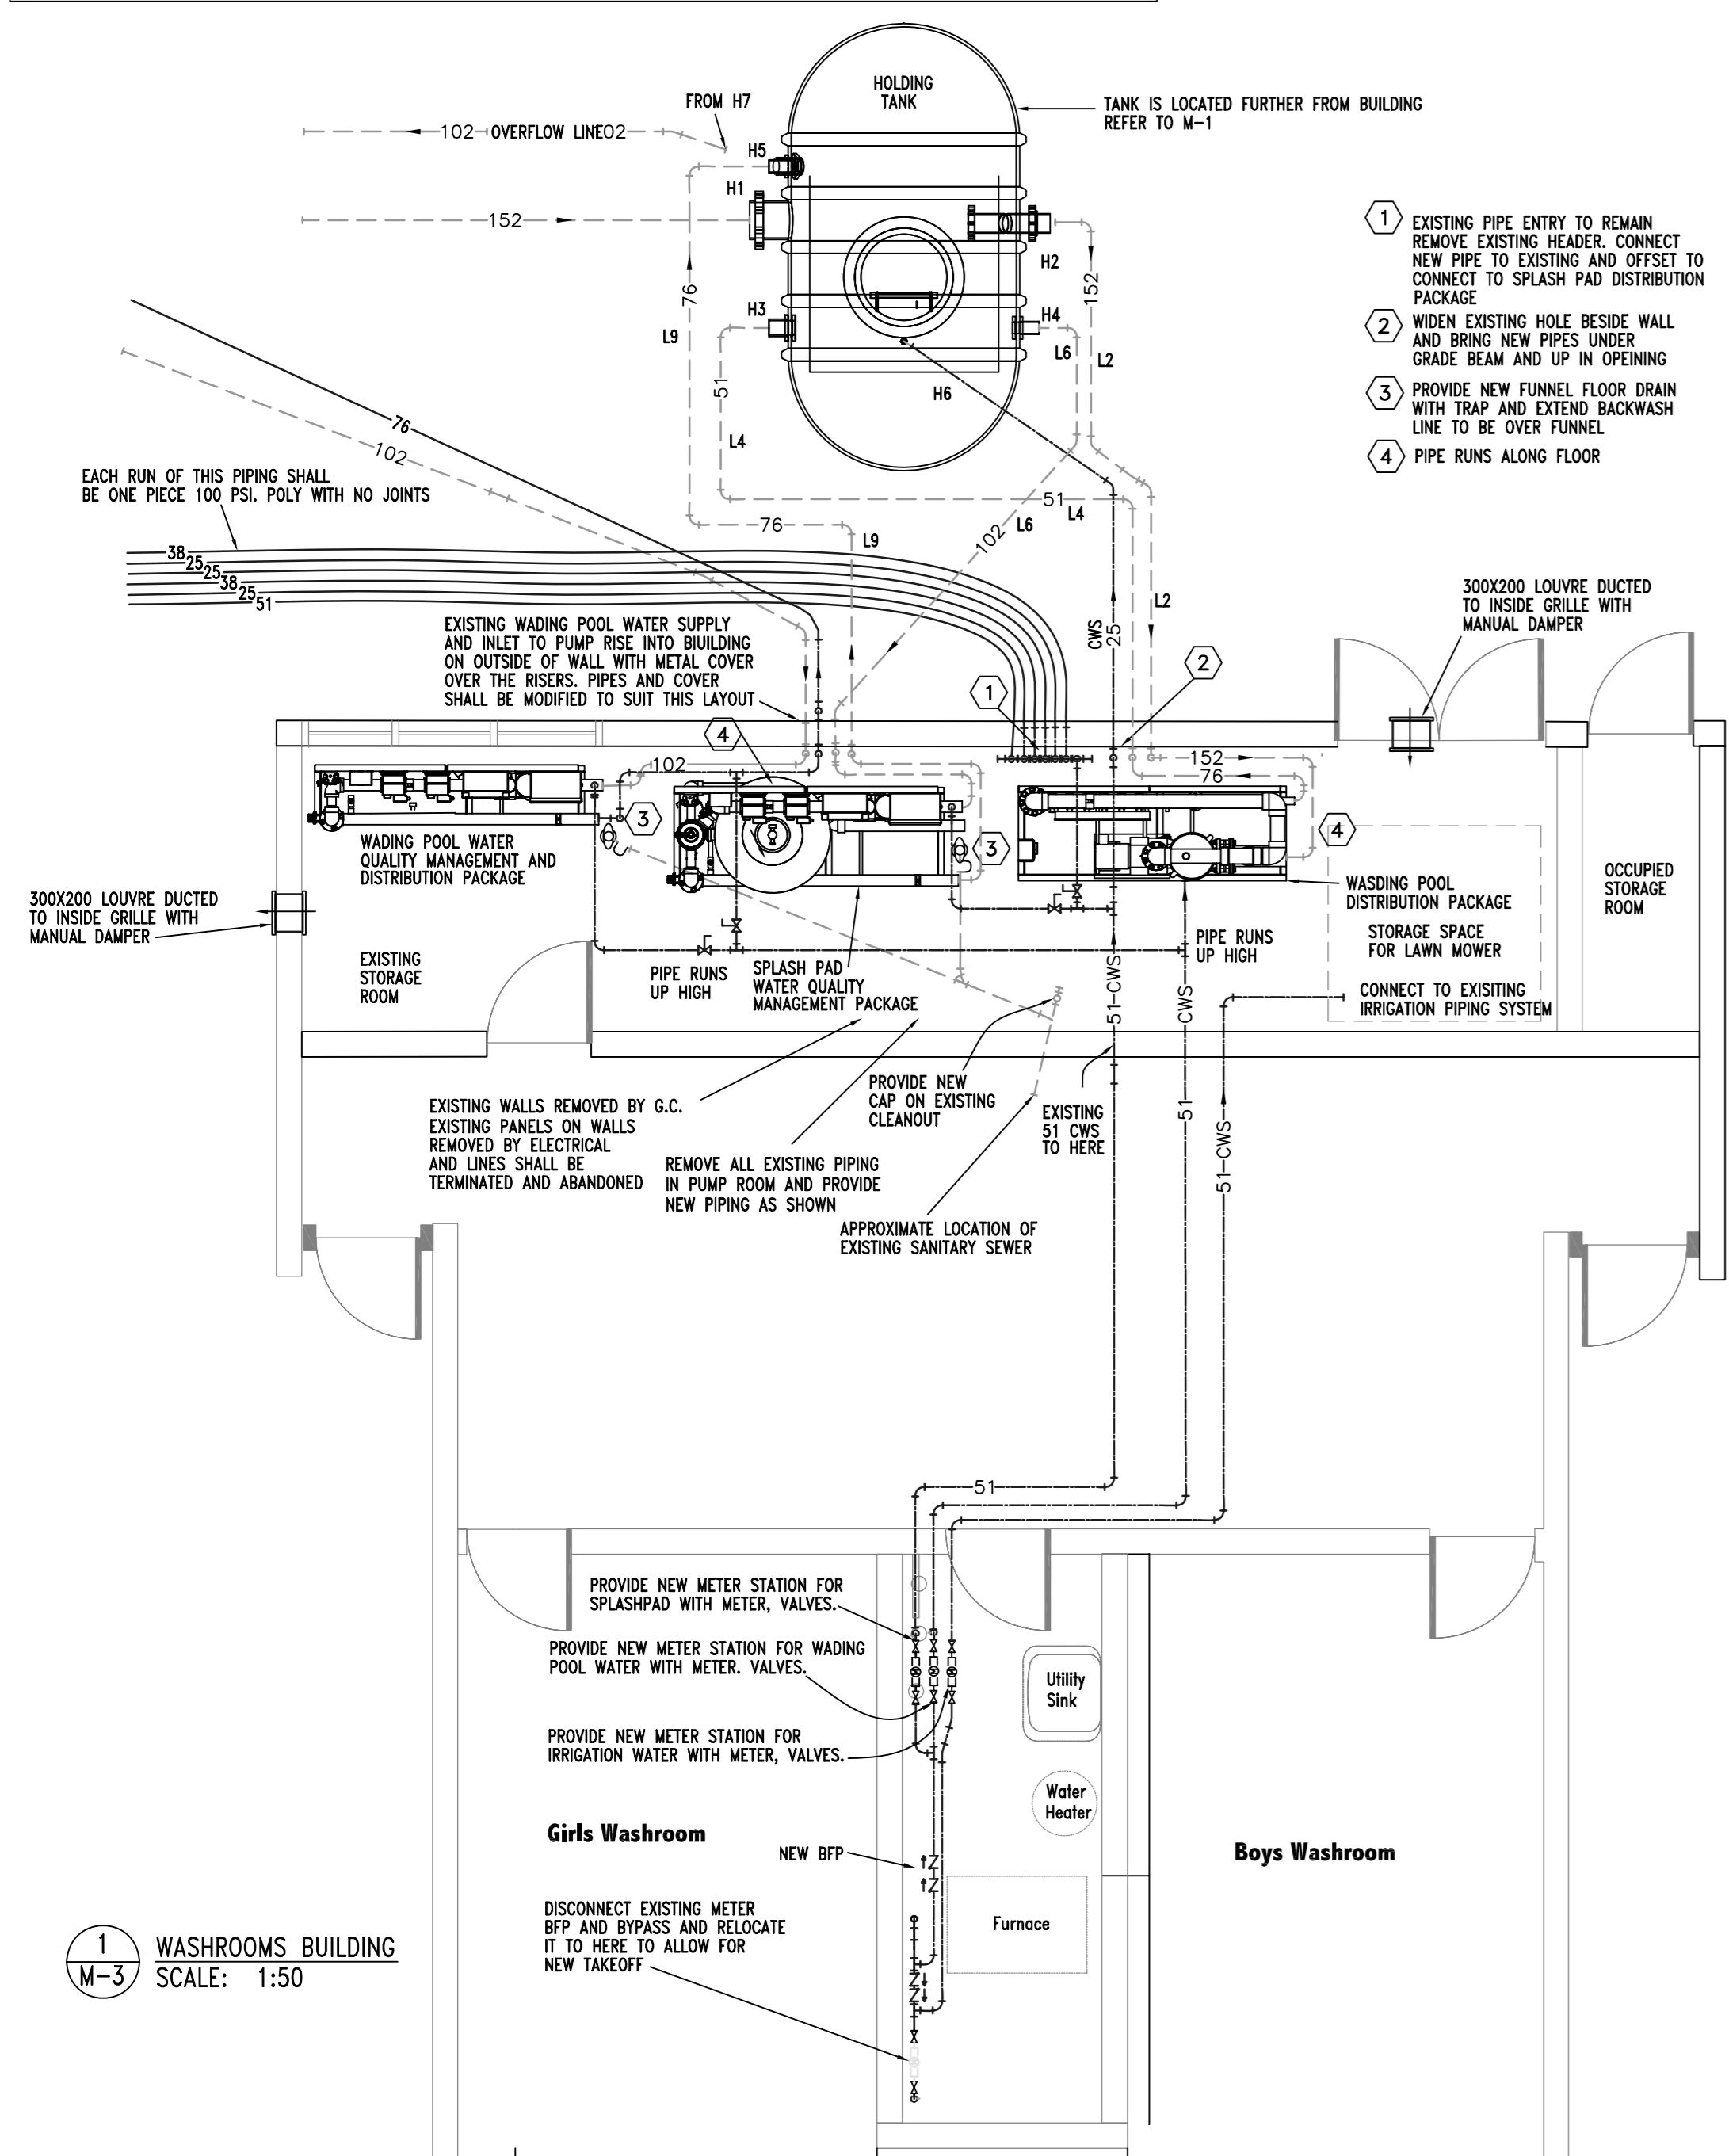 HOLDING
TANK
FROM H7
TANK IS LOCATED FURTHER FROM BUILDING
REFER TO M-1
102
OVERFLOW LINE
102
H5
H1
152
H2
152
76
H3
H4
L9
L6
L2
51
H6
L4
1
EXISTING PIPE ENTRY TO REMAIN
REMOVE EXISTING HEADER. CONNECT
NEW PIPE TO EXISTING AND OFFSET TO
CONNECT TO SPLASH PAD DISTRIBUTION
PACKAGE
2
WIDEN EXISTING HOLE BESIDE WALL
AND BRING NEW PIPES UNDER
GRADE BEAM AND UP IN OPEINING
3
PROVIDE NEW FUNNEL FLOOR DRAIN
WITH TRAP AND EXTEND BACKWASH
LINE TO BE OVER FUNNEL
4
PIPE RUNS ALONG FLOOR
76
102
EACH RUN OF THIS PIPING SHALL
BE ONE PIECE 100 PSI. POLY WITH NO JOINTS
51
L4
L6
76
L9
102
38
25
25
38
25
51
L2
CWS
25
300X200 LOUVRE DUCTED
TO INSIDE GRILLE WITH
MANUAL DAMPER
EXISTING WADING POOL WATER SUPPLY
AND INLET TO PUMP RISE INTO BIUILDING
ON OUTSIDE OF WALL WITH METAL COVER
OVER THE RISERS. PIPES AND COVER
SHALL BE MODIFIED TO SUIT THIS LAYOUT
1
2
4
102
152
76
3
3
4
WADING POOL WATER
QUALITY MANAGEMENT AND
DISTRIBUTION PACKAGE
WASDING POOL
DISTRIBUTION PACKAGE
OCCUPIED
STORAGE
ROOM
300X200 LOUVRE DUCTED
TO INSIDE GRILLE WITH
MANUAL DAMPER
STORAGE SPACE
FOR LAWN MOWER
EXISTING
STORAGE
ROOM
PIPE RUNS
UP HIGH
SPLASH PAD
WATER QUALITY
MANAGEMENT PACKAGE
PIPE RUNS
UP HIGH
51-CWS
CWS
51
CONNECT TO EXISITING
IRRIGATION PIPING SYSTEM
PROVIDE NEW
CAP ON EXISTING
CLEANOUT
EXISTING
51 CWS
TO HERE
51-CWS
EXISTING WALLS REMOVED BY G.C.
EXISTING PANELS ON WALLS
REMOVED BY ELECTRICAL
AND LINES SHALL BE
TERMINATED AND ABANDONED
REMOVE ALL EXISTING PIPING
IN PUMP ROOM AND PROVIDE
NEW PIPING AS SHOWN
APPROXIMATE LOCATION OF
EXISTING SANITARY SEWER
51
PROVIDE NEW METER STATION FOR
SPLASHPAD WITH METER, VALVES.
PROVIDE NEW METER STATION FOR WADING
POOL WATER WITH METER. VALVES.
PROVIDE NEW METER STATION FOR
IRRIGATION WATER WITH METER, VALVES.
Utility
Sink
Water
Heater
Girls Washroom
Boys Washroom
NEW BFP
DISCONNECT EXISTING METER
BFP AND BYPASS AND RELOCATE
IT TO HERE TO ALLOW FOR
NEW TAKEOFF
Furnace
1
M-3
WASHROOMS BUILDING
SCALE: 1:50